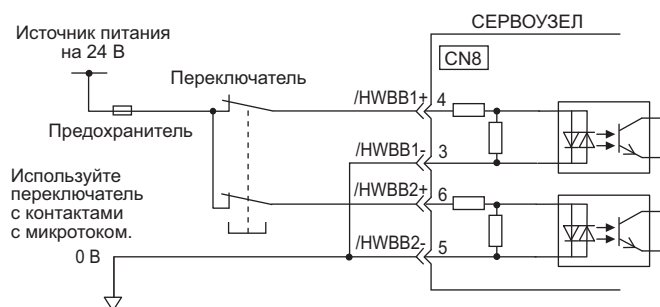 СЕРВОУЗЕЛ
Источник питания
на 24 В
CN8
Переключатель
/HWBB1+
4
Предохранитель
/HWBB1-
3
Используйте
переключатель
с контактами
с микротоком.
/HWBB2+
6
0 В
/HWBB2-
5